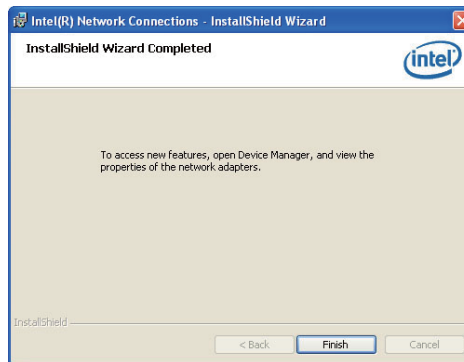 Intel(R) Network Connections - InstallShield Wizard
InstallShield Wizard Completed
intel
To access new features, open Device Manager, and view the
properties of the network adapters.
InstallShield
< Back
Finish
Cancel